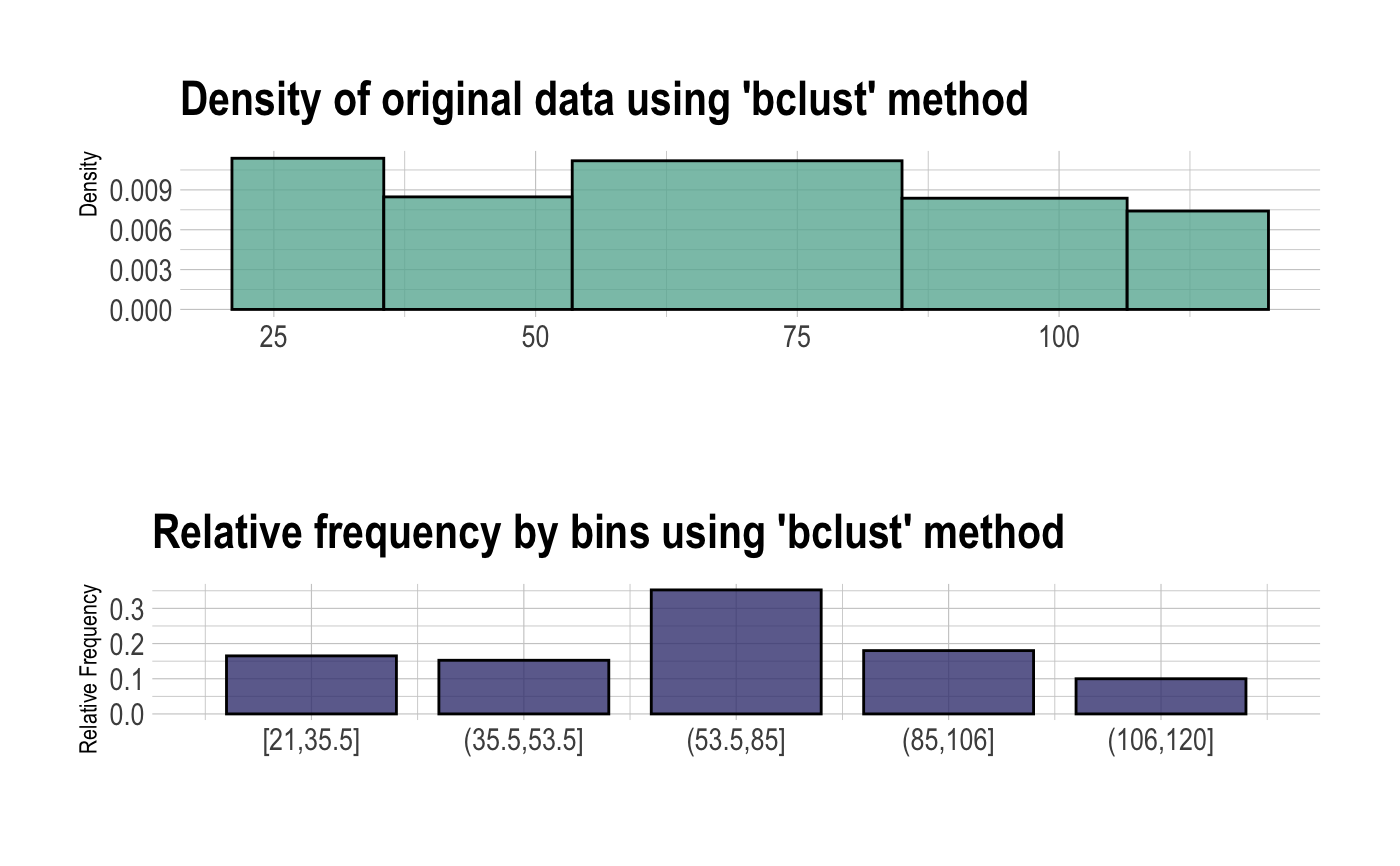 Density of original data using 'bclust' method
Density
0.009
0.006
0.003
0.000
25 50 75 100
Relative frequency by bins using 'bclust' method
Relative Frequency
0.3
0.2
0.1
0.0
[21,35.5] (35.5,53.5] (53.5,85] (85,106] (106,120]